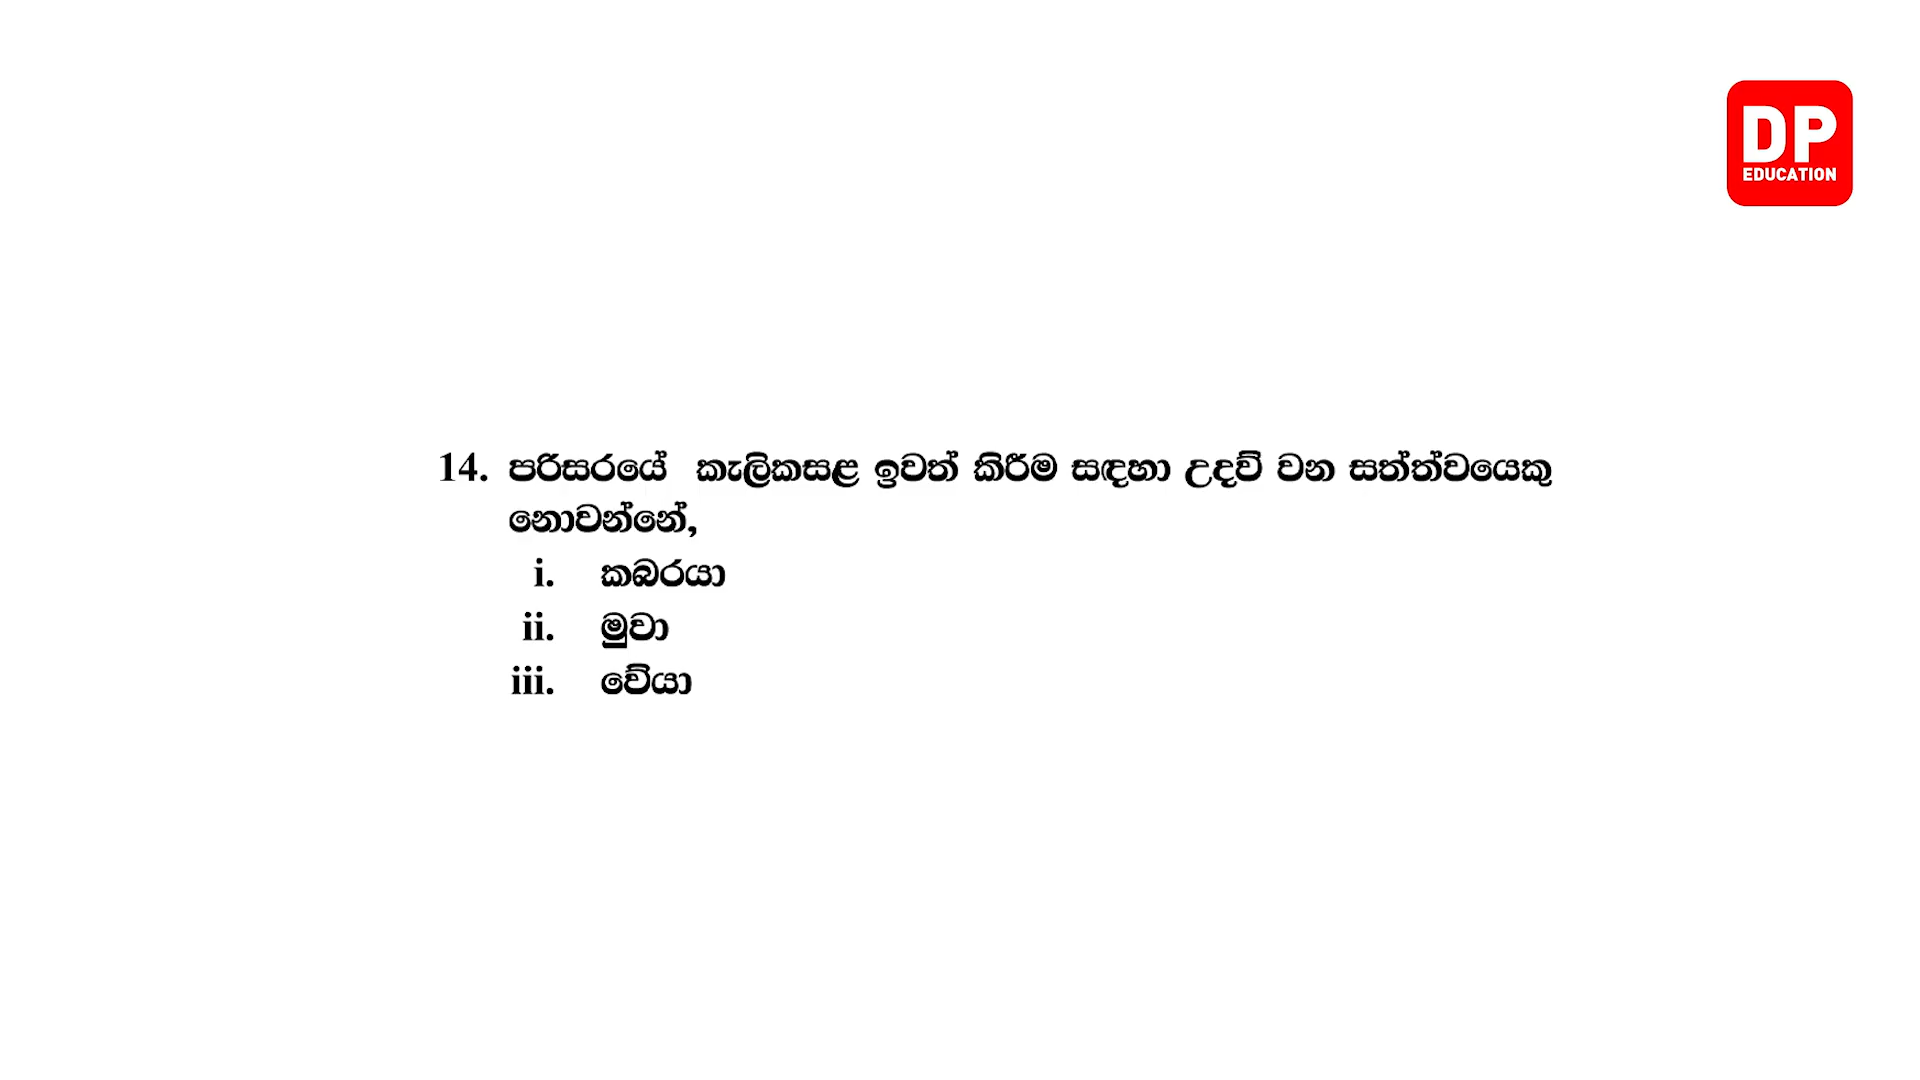 DP
EDUCATION
14. පරිසරයේ කැලිකසළ ඉවත් කිරීම සඳහා උදව් වන සත්ත්වයෙකු
නොවන්නේ,
i. කබරයා
ii. මුවා
iii. වේයා